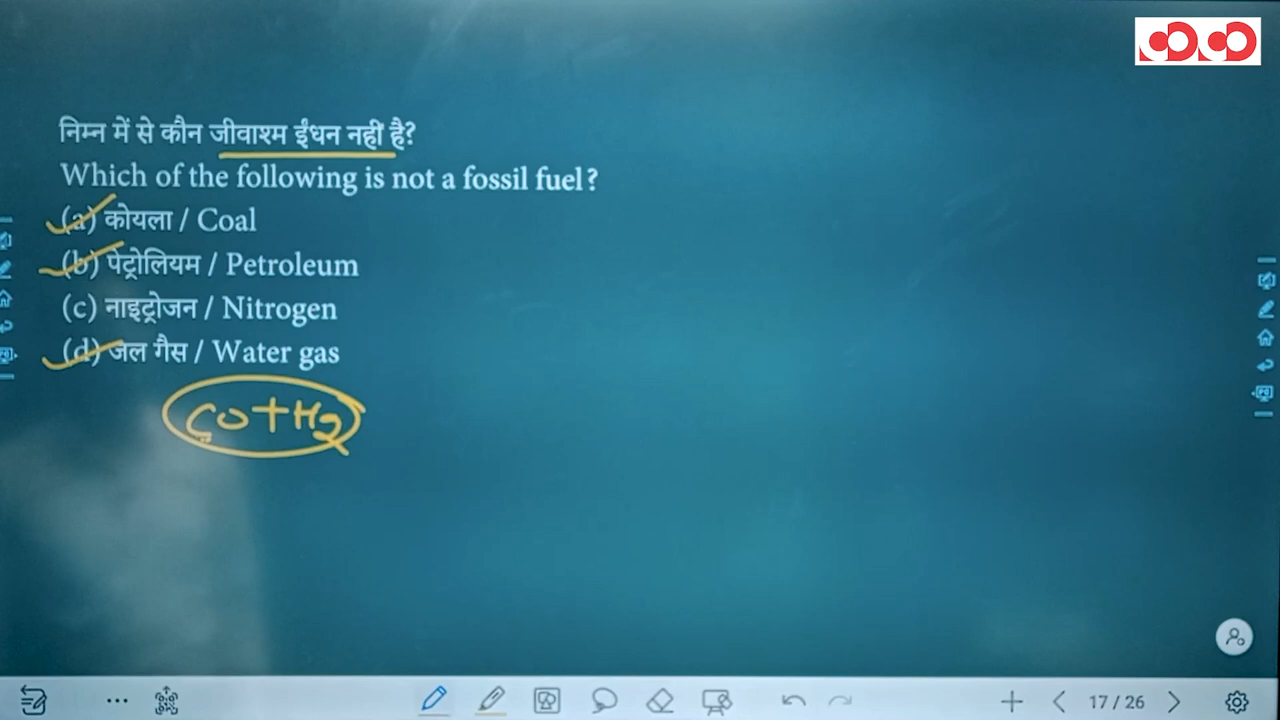 निम्न में से कौन जीवाश्म ईंधन नहीं है?
Which of the following is not a fossil fuel?
(a) कोयला / Coal
(b) पेट्रोलियम / Petroleum
(c) नाइट्रोजन / Nitrogen
(d) जल गैस / Water gas
CO+H2
17 / 26